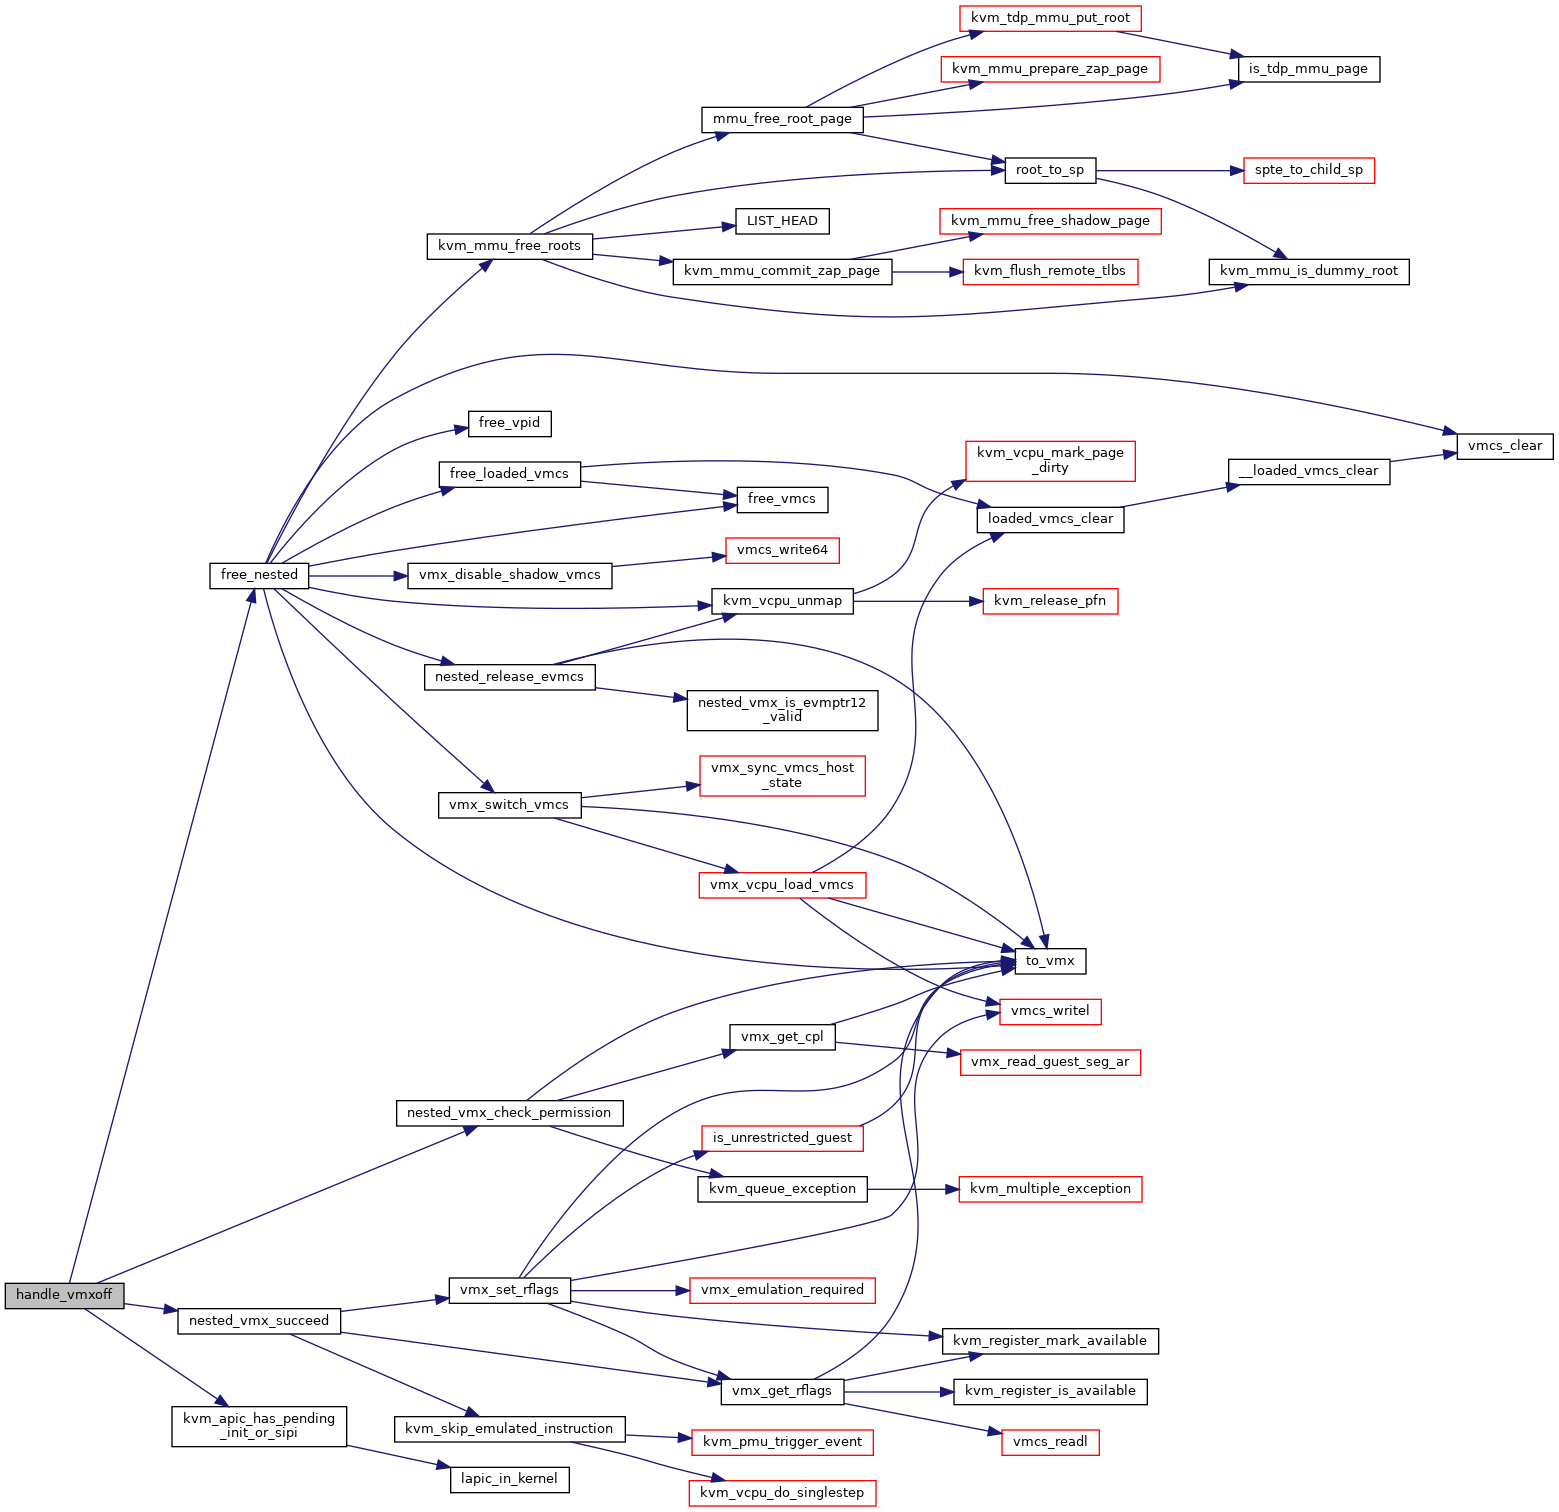 kvm_tdp_mmu_put_root
kvm_mmu_prepare_zap_page
is_tdp_mmu_page
mmu_free_root_page
root_to_sp
spte_to_child_sp
LIST_HEAD
kvm_mmu_free_shadow_page
kvm_mmu_free_roots
kvm_mmu_commit_zap_page
kvm_flush_remote_tlbs
kvm_mmu_is_dummy_root
free_vpid
vmcs_clear
kvm_vcpu_mark_page
_dirty
free_loaded_vmcs
__loaded_vmcs_clear
free_vmcs
loaded_vmcs_clear
vmcs_write64
free_nested
vmx_disable_shadow_vmcs
kvm_vcpu_unmap
kvm_release_pfn
nested_release_evmcs
nested_vmx_is_evmptr12
_valid
vmx_sync_vmcs_host
_state
vmx_switch_vmcs
vmx_vcpu_load_vmcs
to_vmx
vmcs_writel
vmx_get_cpl
vmx_read_guest_seg_ar
nested_vmx_check_permission
is_unrestricted_guest
kvm_queue_exception
kvm_multiple_exception
handle_vmxoff
vmx_set_rflags
vmx_emulation_required
nested_vmx_succeed
kvm_register_mark_available
vmx_get_rflags
kvm_register_is_available
kvm_apic_has_pending
_init_or_sipi
kvm_skip_emulated_instruction
kvm_pmu_trigger_event
vmcs_readl
lapic_in_kernel
kvm_vcpu_do_singlestep